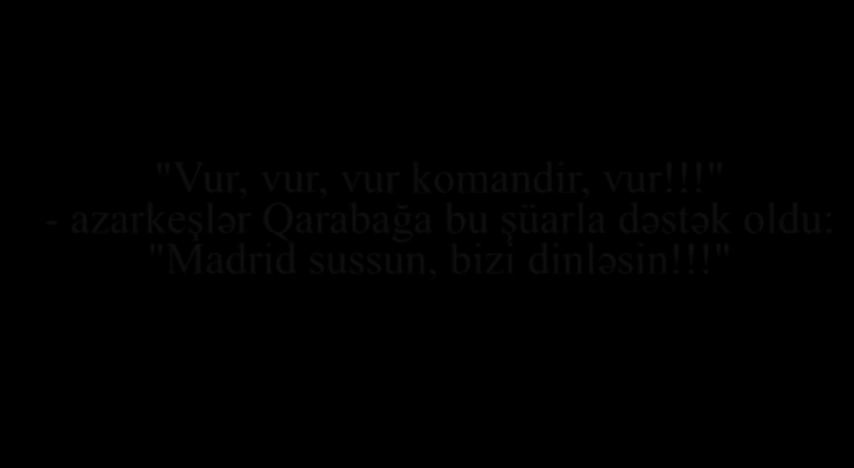 "Vur, vur, vur komandir, vur!!!"
- azarkeşlər Qarabağa bu şüarla dəstək oldu:
"Madrid sussun, bizi dinləsin!!!"